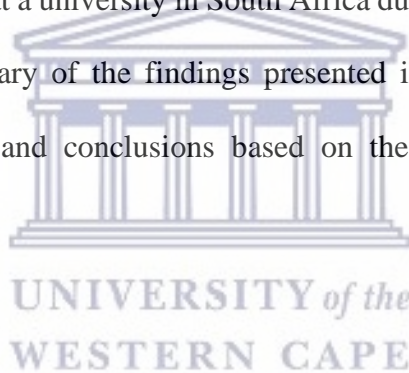 at a university in South Africa du
ary of the findings presented i
and conclusions based on the
UNIVERSITY of the
WESTERN CAPE